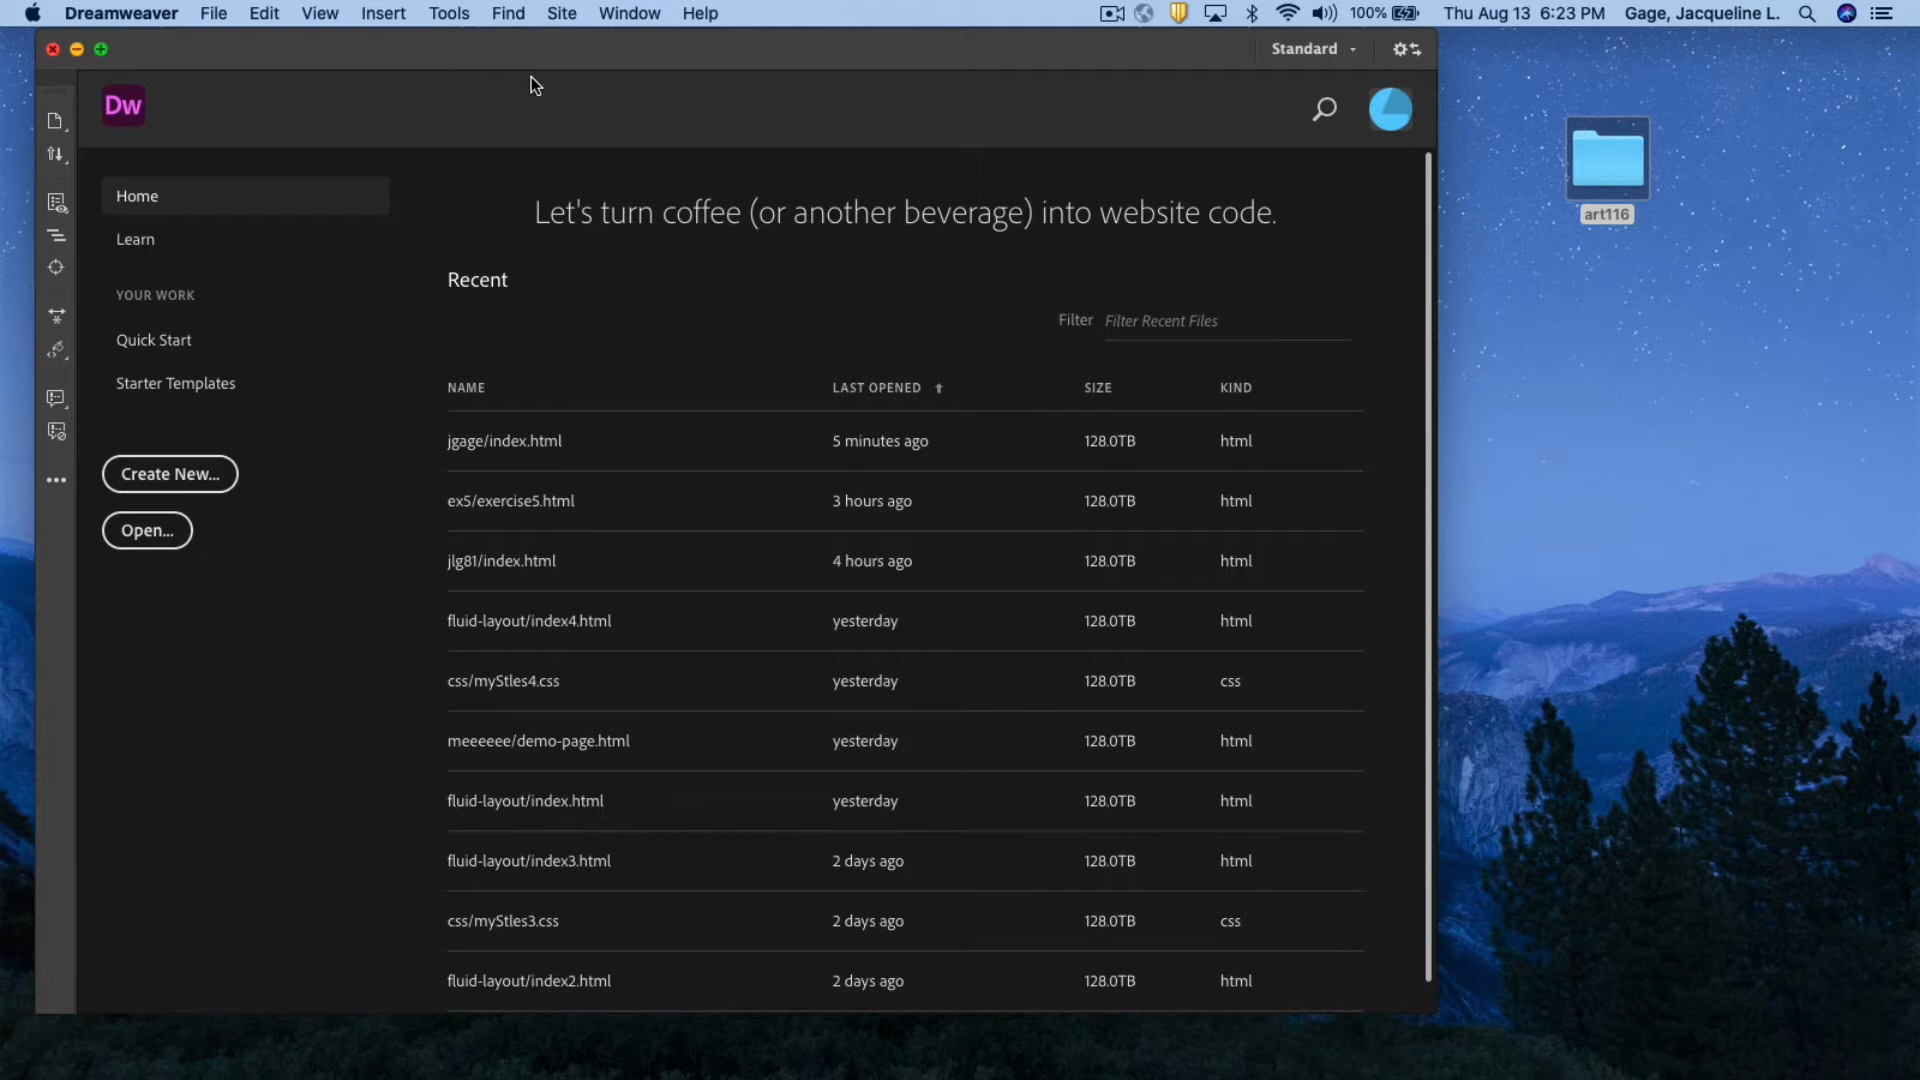 Dreamweaver File Edit View Insert Tools Find Site Window Help 100% Thu Aug 13 6:23 PM Gage, Jacqueline L.
Standard
Dw
art116
Home
Learn
YOUR WORK
Quick Start
Starter Templates
Create New...
Open...
Let's turn coffee (or another beverage) into website code.
Recent
Filter Filter Recent Files
NAME LAST OPENED SIZE KIND
jgage/index.html 5 minutes ago 128.0TB html
ex5/exercise5.html 3 hours ago 128.0TB html
jlg81/index.html 4 hours ago 128.0TB html
fluid-layout/index4.html yesterday 128.0TB html
css/myStles4.css yesterday 128.0TB css
meeeeee/demo-page.html yesterday 128.0TB html
fluid-layout/index.html yesterday 128.0TB html
fluid-layout/index3.html 2 days ago 128.0TB html
css/myStles3.css 2 days ago 128.0TB css
fluid-layout/index2.html 2 days ago 128.0TB html